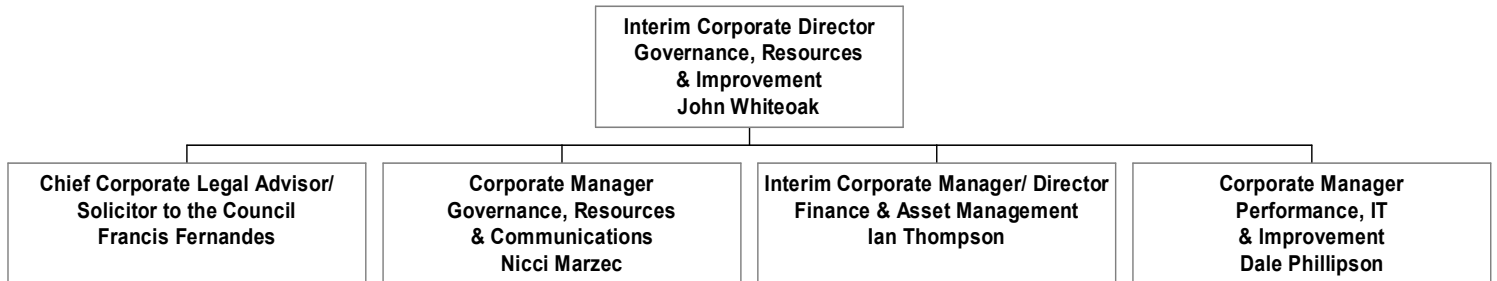 Interim Corporate Director
Governance, Resources
& Improvement
John Whiteoak
Chief Corporate Legal Advisor/
Solicitor to the Council
Francis Fernandes
Corporate Manager
Governance, Resources
& Communications
Nicci Marzec
Interim Corporate Manager/ Director
Finance & Asset Management
Ian Thompson
Corporate Manager
Performance, IT
& Improvement
Dale Phillipson